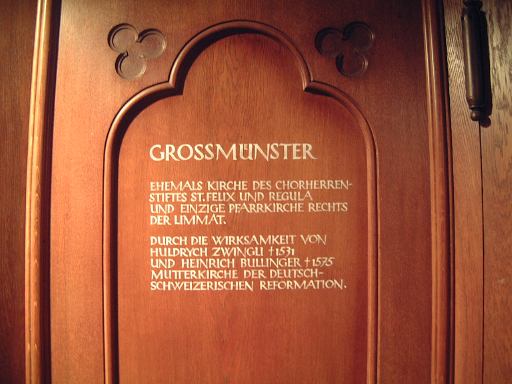 GROSSMÜNSTER
EHEMALS KIRCHE DES CHORHERREN-
STIFTES ST. FELIX UND REGULA
UND EINZIGE PFARRKIRCHE RECHTS
DER LIMMAT.
DURCH DIE WIRKSAMKEIT VON
HULDRYCH ZWINGLI †1531
UND HEINRICH BULLINGER †1575
MUTTERKIRCHE DER DEUTSCH-
SCHWEIZERISCHEN REFORMATION.